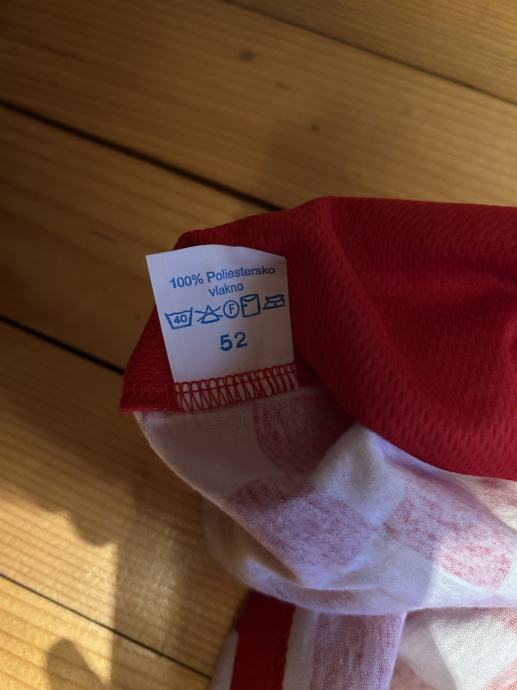 100% Poliestersko
vlakno
40 F
52